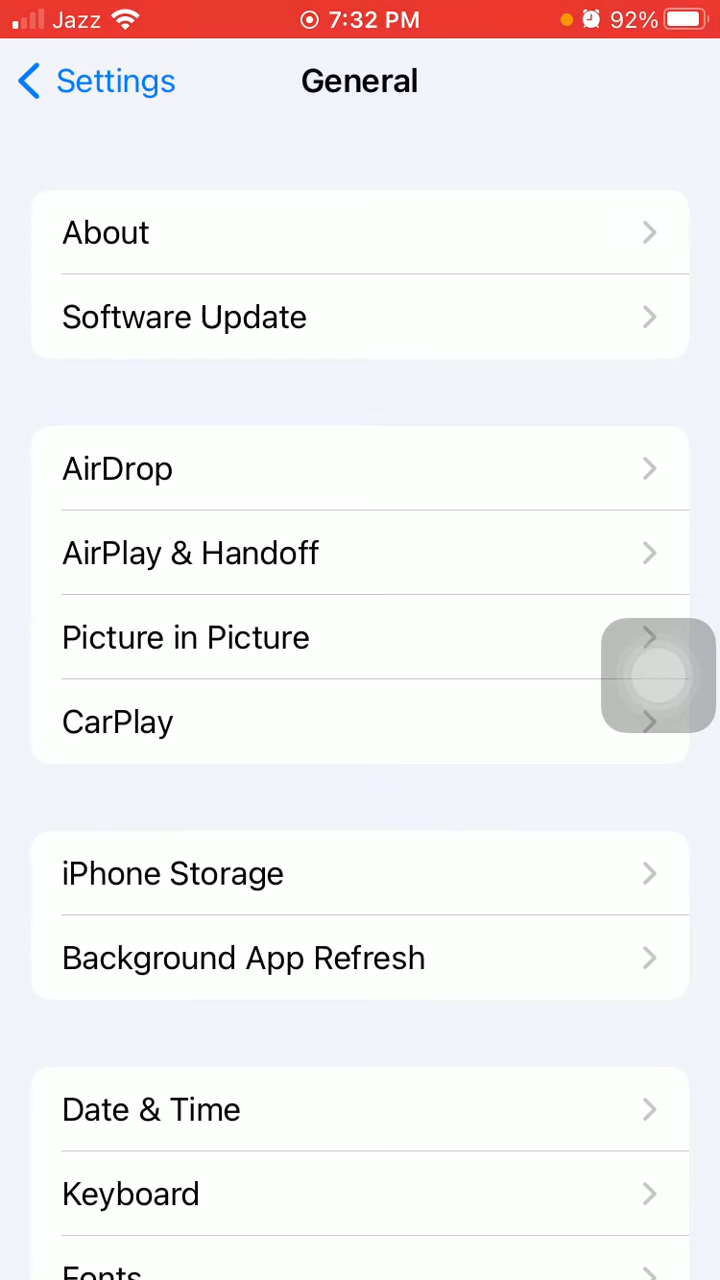 Jazz 7:32 PM 92%
Settings General
About
Software Update
AirDrop
AirPlay & Handoff
Picture in Picture
CarPlay
iPhone Storage
Background App Refresh
Date & Time
Keyboard
Fonts